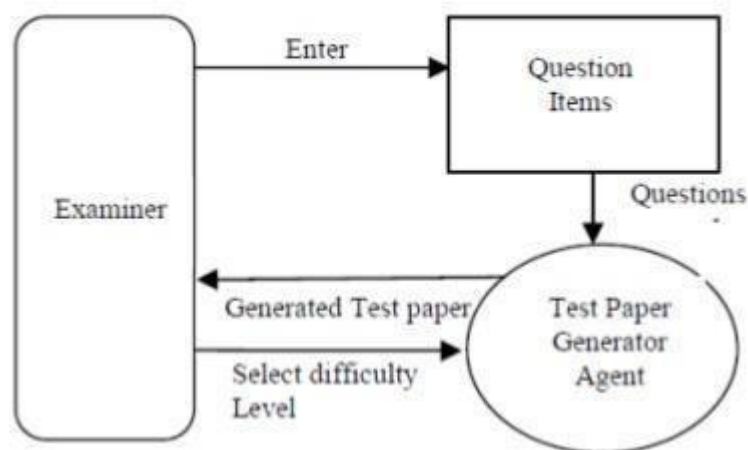 Enter
Question
Items
Questions
Examiner
Generated Test paper
Test Paper
Generator
Agent
Select difficulty
Level